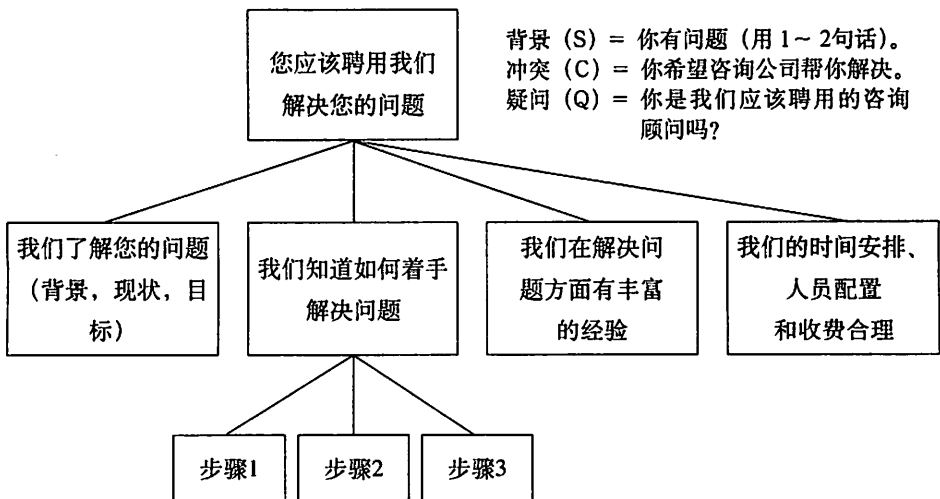 您应该聘用我们
解决您的问题
背景（S）= 你有问题（用1～2句话）。
冲突（C）= 你希望咨询公司帮你解决。
疑问（Q）= 你是我们应该聘用的咨询
顾问吗？
我们了解您的问题
（背景，现状，目
标）
我们知道如何着手
解决问题
我们在解决问
题方面有丰富
的经验
我们的时间安排、
人员配置
和收费合理
步骤1
步骤2
步骤3